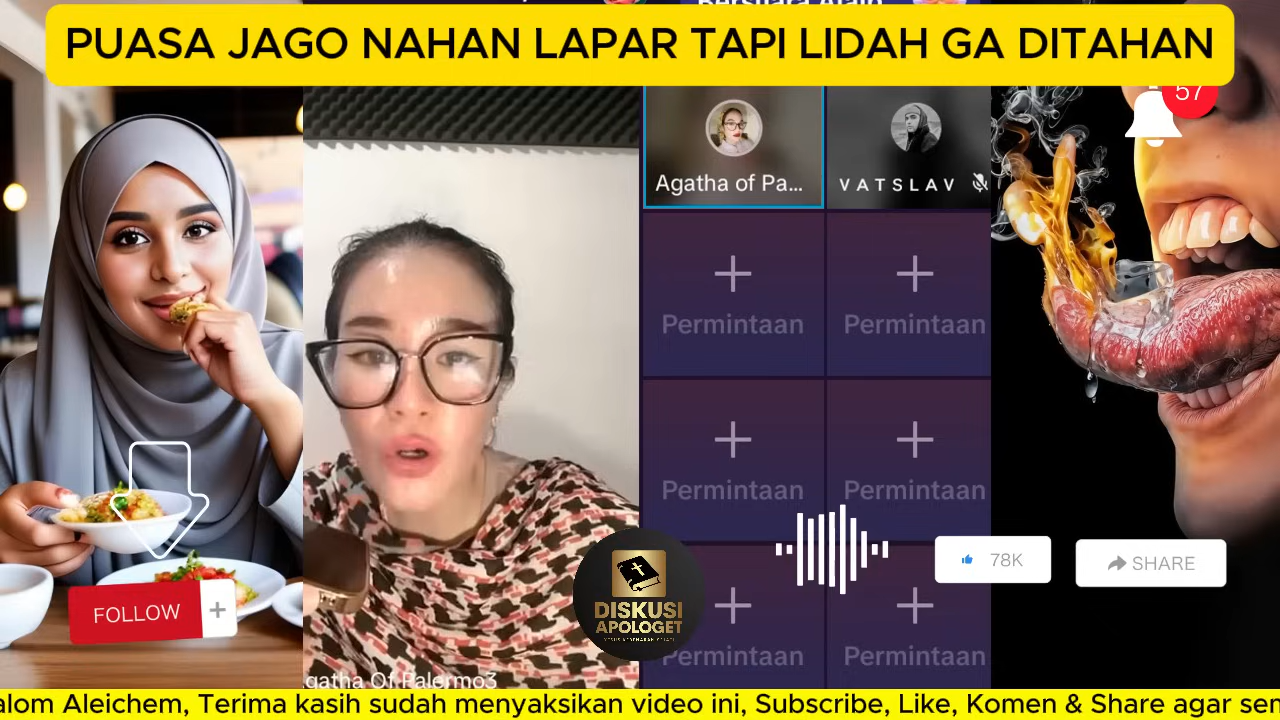 PUASA JAGO NAHAN LAPAR TAPI LIDAH GA DITAHAN
57
Agatha of Pa...
VATSLAV
Permintaan
Permintaan
Permintaan
Permintaan
FOLLOW
78K
SHARE
DISKUSI
APOLOGET
Permintaan
Permintaan
gatha Of Palermo3
alom Aleichem, Terima kasih sudah menyaksikan video ini, Subscribe, Like, Komen & Share agar sem